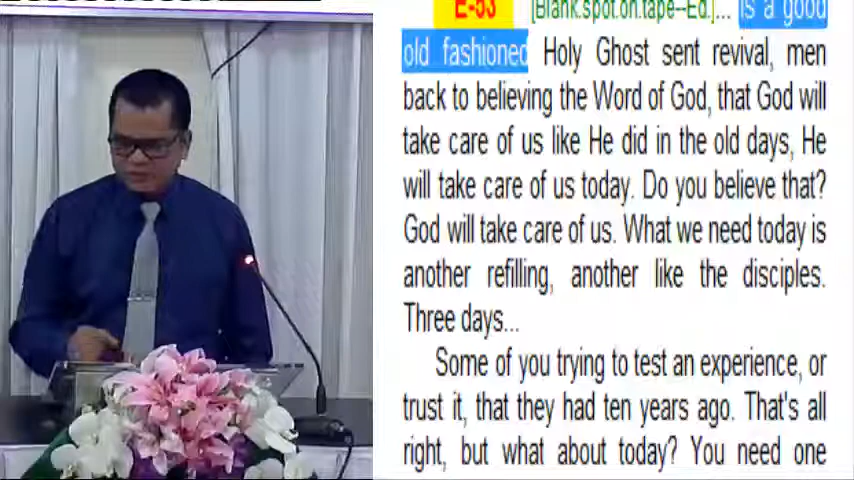 E-53 [Blank.spot.on.tape--Ed.]... is a good
old fashioned Holy Ghost sent revival, men
back to believing the Word of God, that God will
take care of us like He did in the old days, He
will take care of us today. Do you believe that?
God will take care of us. What we need today is
another refilling, another like the disciples.
Three days...
Some of you trying to test an experience, or
trust it, that they had ten years ago. That's all
right, but what about today? You need one